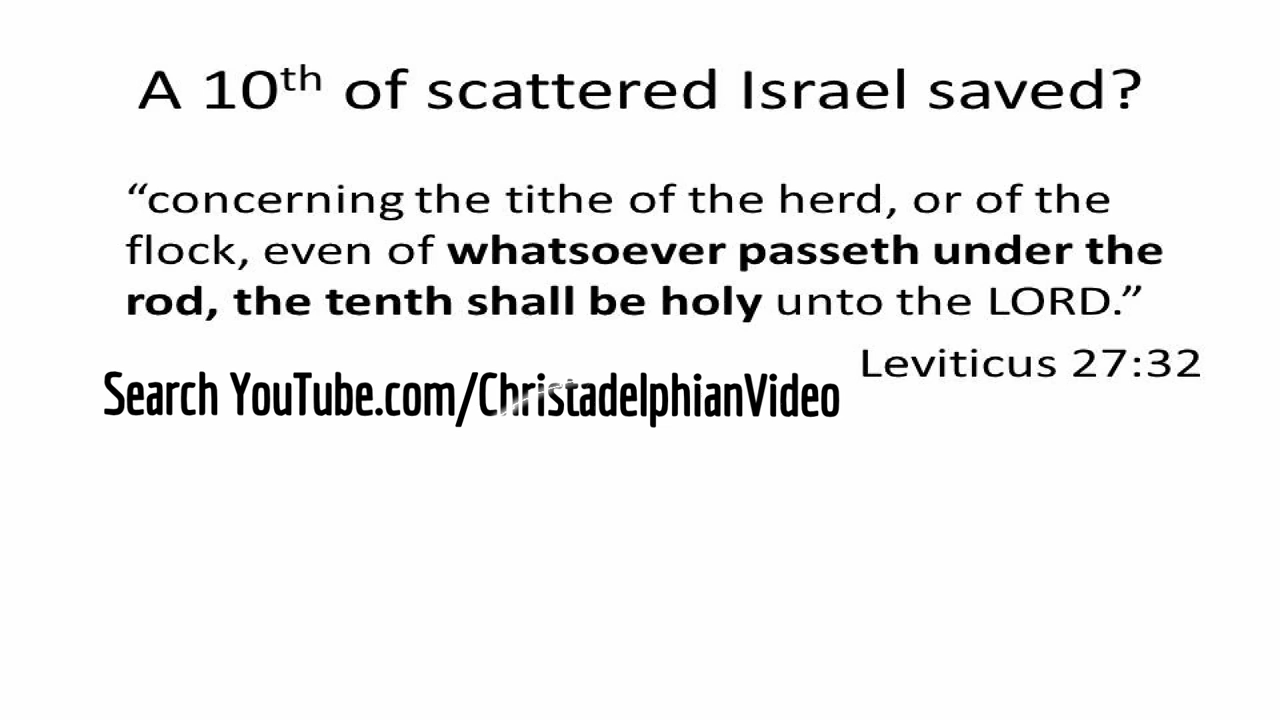 A 10th of scattered Israel saved?
“concerning the tithe of the herd, or of the
flock, even of whatsoever passeth under the
rod, the tenth shall be holy unto the LORD.”
Leviticus 27:32
Search YouTube.com/ChristadelphianVideo